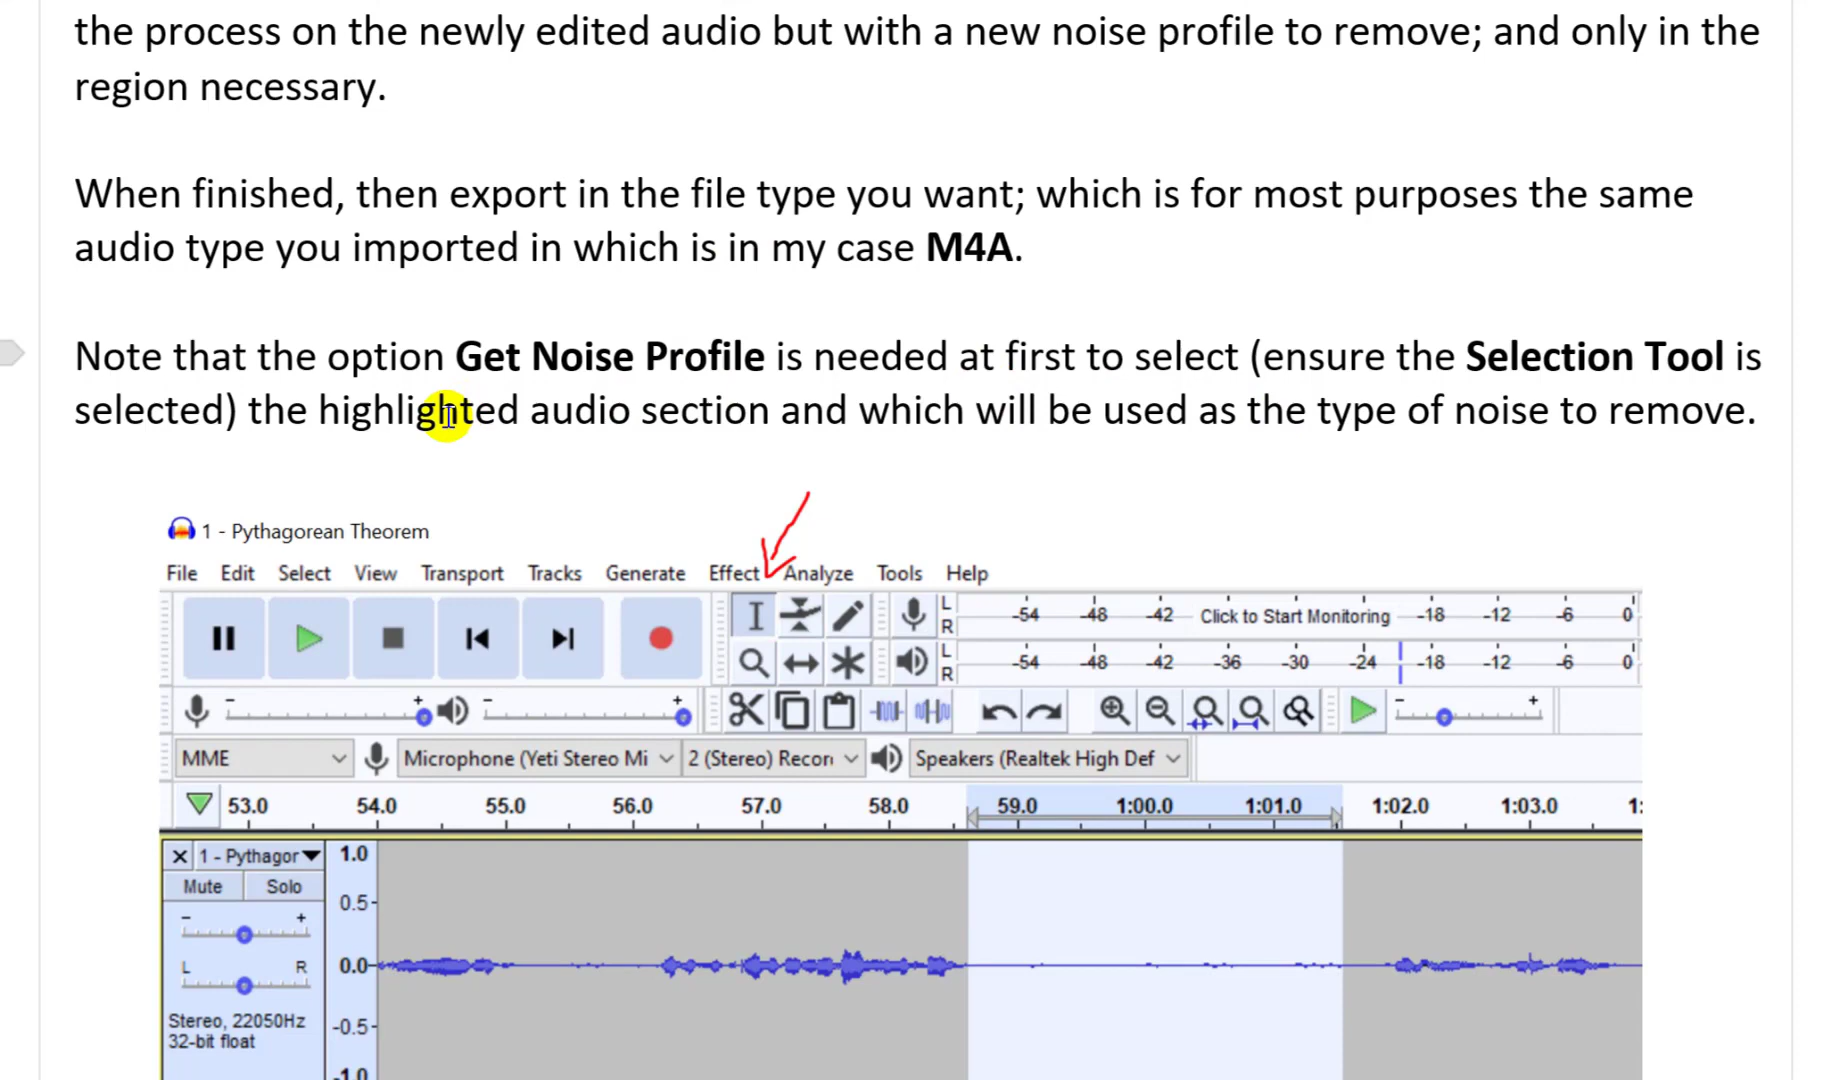 the process on the newly edited audio but with a new noise profile to remove; and only in the
region necessary.
When finished, then export in the file type you want; which is for most purposes the same
audio type you imported in which is in my case M4A.
Note that the option Get Noise Profile is needed at first to select (ensure the Selection Tool is
selected) the highlighted audio section and which will be used as the type of noise to remove.
1 - Pythagorean Theorem
File Edit Select View Transport Tracks Generate Effect Analyze Tools Help
L -54 -48 -42 Click to Start Monitoring -18 -12 -6 0
R
L -54 -48 -42 -36 -30 -24 -18 -12 -6 0
R
- + - + - +
MME Microphone (Yeti Stereo Mi 2 (Stereo) Recor Speakers (Realtek High Def
53.0 54.0 55.0 56.0 57.0 58.0 59.0 1:00.0 1:01.0 1:02.0 1:03.0 1:
X 1 - Pythagor 1.0
Mute Solo
0.5
- +
L R 0.0
Stereo, 22050Hz
-0.5
32-bit float
-1.0